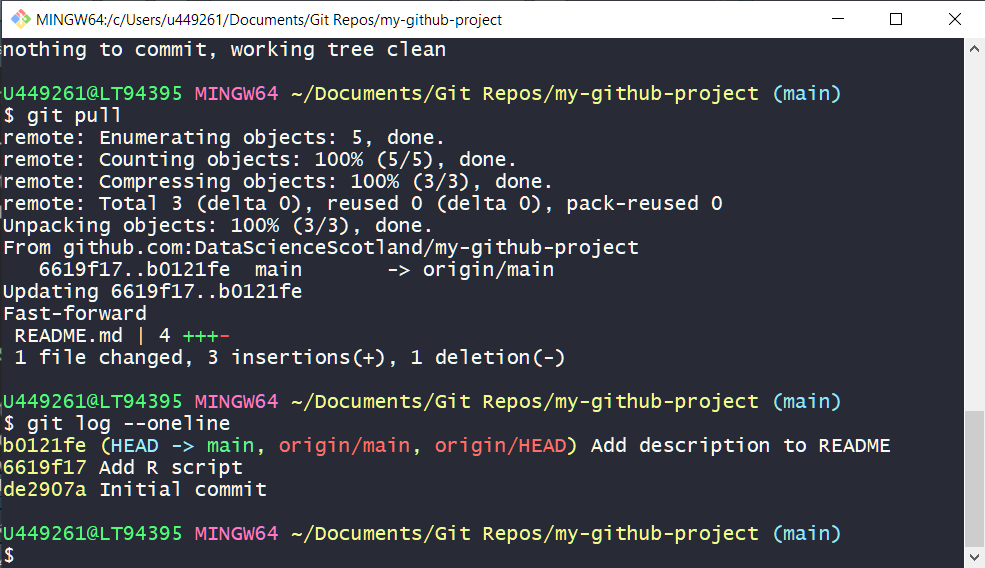 MINGW64:/c/Users/u449261/Documents/Git Repos/my-github-project
nothing to commit, working tree clean
U449261@LT94395 MINGW64 ~/Documents/Git Repos/my-github-project (main)
$ git pull
remote: Enumerating objects: 5, done.
remote: Counting objects: 100% (5/5), done.
remote: Compressing objects: 100% (3/3), done.
remote: Total 3 (delta 0), reused 0 (delta 0), pack-reused 0
Unpacking objects: 100% (3/3), done.
From github.com:DataScienceScotland/my-github-project
   6619f17..b0121fe  main       -> origin/main
Updating 6619f17..b0121fe
Fast-forward
 README.md | 4 +++-
 1 file changed, 3 insertions(+), 1 deletion(-)
U449261@LT94395 MINGW64 ~/Documents/Git Repos/my-github-project (main)
$ git log --oneline
b0121fe (HEAD -> main, origin/main, origin/HEAD) Add description to README
6619f17 Add R script
de2907a Initial commit
U449261@LT94395 MINGW64 ~/Documents/Git Repos/my-github-project (main)
$